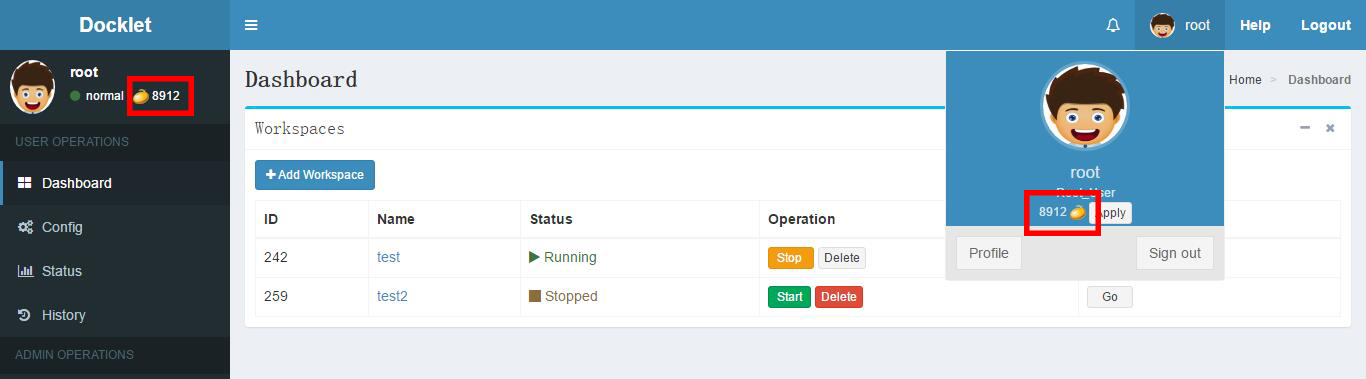 Docklet
root
Help
Logout
root
normal 8912
USER OPERATIONS
Dashboard
Config
Status
History
ADMIN OPERATIONS
Dashboard
Home > Dashboard
Workspaces
Add Workspace
ID Name Status Operation
242 test Running Stop Delete
259 test2 Stopped Start Delete Go
root
Root_User
8912 Apply
Profile
Sign out